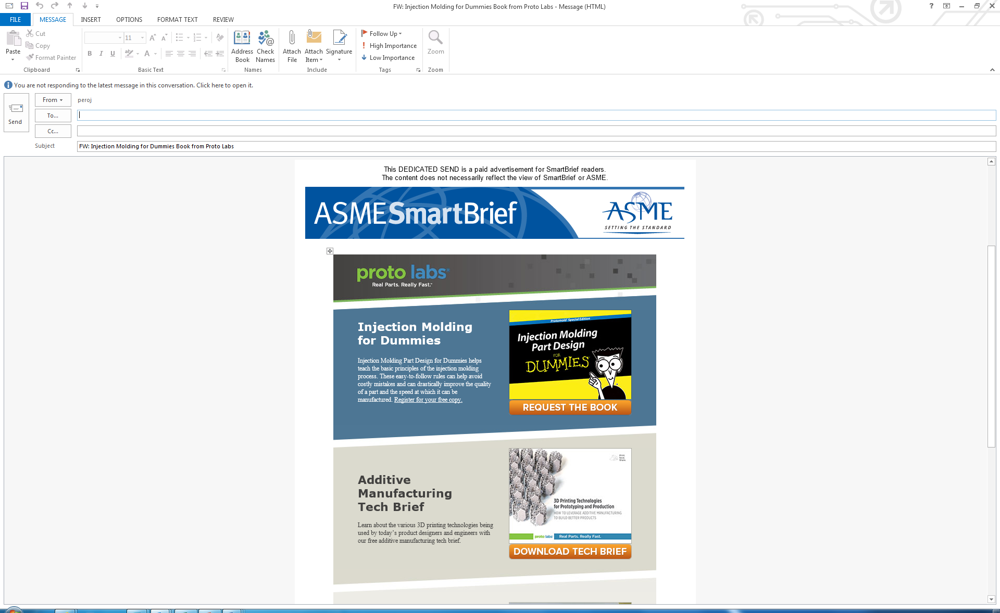 FW: Injection Molding for Dummies Book from Proto Labs - Message (HTML)
FILE MESSAGE INSERT OPTIONS FORMAT TEXT REVIEW
Paste
Cut
Copy
Format Painter
Clipboard
11
B I U
Basic Text
Address Book
Check Names
Names
Attach File
Attach Item
Signature
Include
Follow Up
High Importance
Low Importance
Tags
Zoom
Zoom
You are not responding to the latest message in this conversation. Click here to open it.
Send
From
peroj
To...
Cc...
Subject
FW: Injection Molding for Dummies Book from Proto Labs
This DEDICATED SEND is a paid advertisement for SmartBrief readers.
The content does not necessarily reflect the view of SmartBrief or ASME.
ASME SmartBrief
ASME
SETTING THE STANDARD
proto labs®
Real Parts. Really Fast.™
Injection Molding
for Dummies
Injection Molding Part Design for Dummies helps
teach the basic principles of the injection molding
process. These easy-to-follow rules can help avoid
costly mistakes and can drastically improve the quality
of a part and the speed at which it can be
manufactured. Register for your free copy.
Protomold Special Edition
Injection Molding
Part Design
FOR
DUMMIES
REQUEST THE BOOK
Additive
Manufacturing
Tech Brief
Learn about the various 3D printing technologies being
used by today’s product designers and engineers with
our free additive manufacturing tech brief.
3D Printing Technologies
for Prototyping and Production
HOW TO LEVERAGE ADDITIVE MANUFACTURING
TO BUILD BETTER PRODUCTS
proto labs
Real Parts. Really Fast.
DOWNLOAD TECH BRIEF